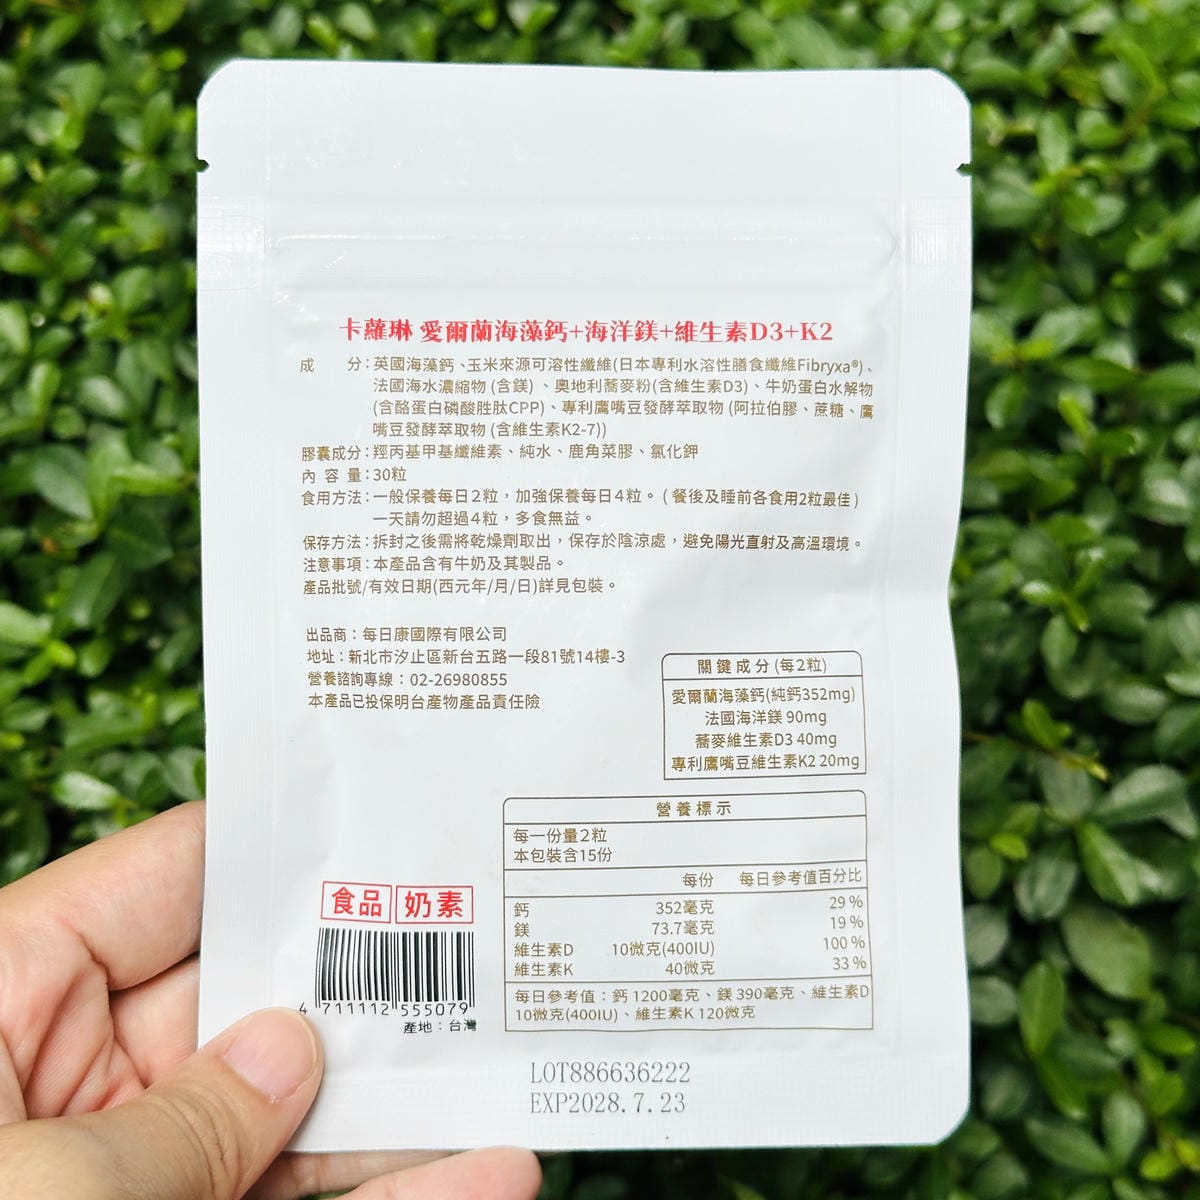 卡蘿琳 愛爾蘭海藻鈣+海洋鎂+維生素D3+K2
成 分:英國海藻鈣、玉米來源可溶性纖維(日本專利水溶性膳食纖維Fibryxa®)、
法國海水濃縮物 (含鎂) 、奧地利蕎麥粉(含維生素D3)、牛奶蛋白水解物
(含酪蛋白磷酸胜肽CPP)、專利鷹嘴豆發酵萃取物 (阿拉伯膠、蔗糖、鷹
嘴豆發酵萃取物 (含維生素K2-7))
膠囊成分:羥丙基甲基纖維素、純水、鹿角菜膠、氯化鉀
內 容 量:30粒
食用方法:一般保養每日2粒，加強保養每日4粒。( 餐後及睡前各食用2粒最佳 )
一天請勿超過4粒，多食無益。
保存方法:拆封之後需將乾燥劑取出，保存於陰涼處，避免陽光直射及高溫環境。
注意事項:本產品含有牛奶及其製品。
產品批號/有效日期(西元年/月/日)詳見包裝。
出品商：每日康國際有限公司
地址：新北市汐止區新台五路一段81號14樓-3
營養諮詢專線：02-26980855
本產品已投保明台產物產品責任險
關鍵成分 (每2粒)
愛爾蘭海藻鈣(純鈣352mg)
法國海洋鎂 90mg
蕎麥維生素D3 40mg
專利鷹嘴豆維生素K2 20mg
營養標示
每一份量2粒
本包裝含15份
每份 每日參考值百分比
鈣 352毫克 29 %
鎂 73.7毫克 19 %
維生素D 10微克(400IU) 100 %
維生素K 40微克 33 %
每日參考值：鈣 1200毫克、鎂 390毫克、維生素D
10微克(400IU)、維生素K 120微克
食品 奶素
4 711112 555079
產地：台灣
LOT886636222
EXP2028.7.23